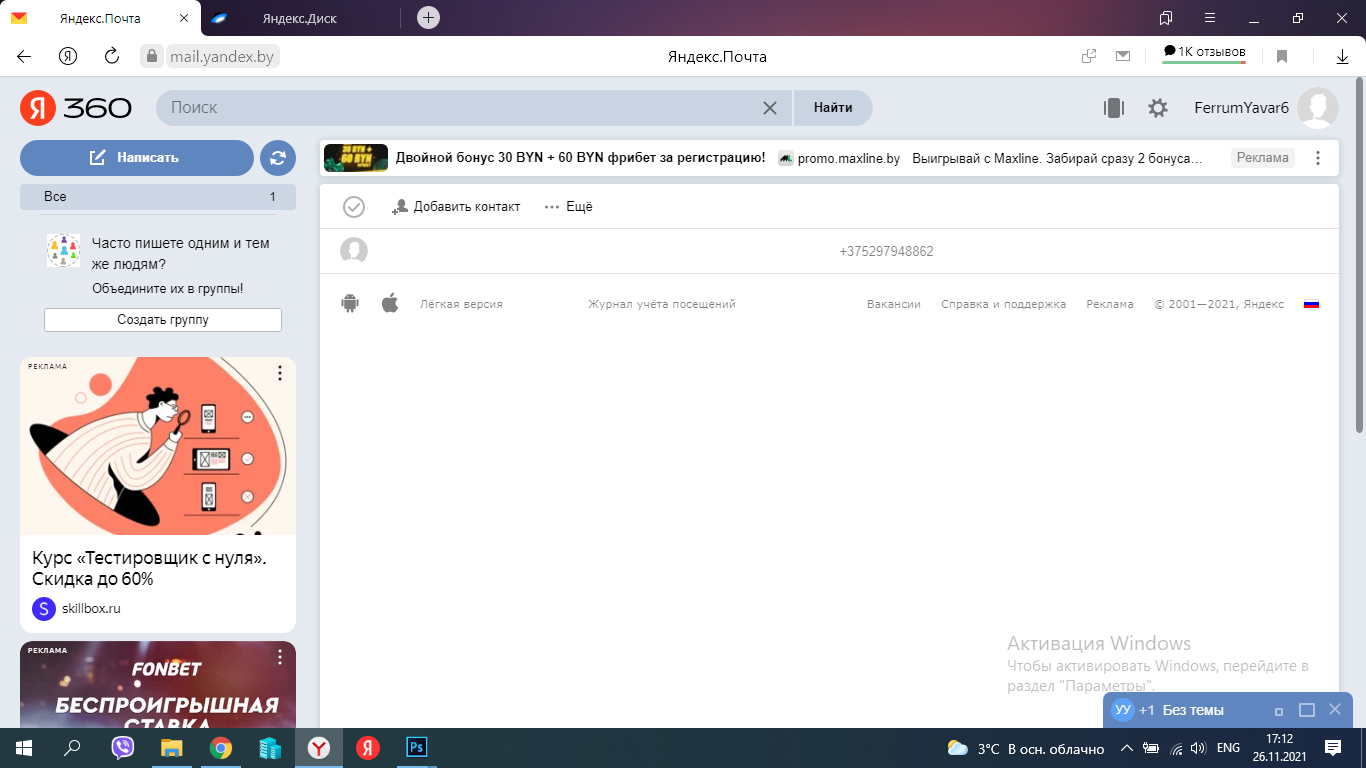 Яндекс.Почта
Яндекс.Диск
mail.yandex.by
Яндекс.Почта
1К отзывов
Я 360
Поиск
Найти
FerrumYavar6
Написать
30 BYN +
60 BYN
Двойной бонус 30 BYN + 60 BYN фрибет за регистрацию!
promo.maxline.by
Выигрывай с Maxline. Забирай сразу 2 бонуса…
Реклама
Все 1
Добавить контакт
Ещё
Часто пишете одним и тем
же людям?
Объедините их в группы!
Создать группу
+375297948862
Лёгкая версия
Журнал учёта посещений
Вакансии
Справка и поддержка
Реклама
© 2001—2021, Яндекс
РЕКЛАМА
Курс «Тестировщик с нуля».
Скидка до 60%
S skillbox.ru
РЕКЛАМА
FONBET
БЕСПРОИГРЫШНАЯ
СТАВКА
Активация Windows
Чтобы активировать Windows, перейдите в
раздел "Параметры".
УУ +1 Без темы
Ps
3°C В осн. облачно
ENG
17:12
26.11.2021